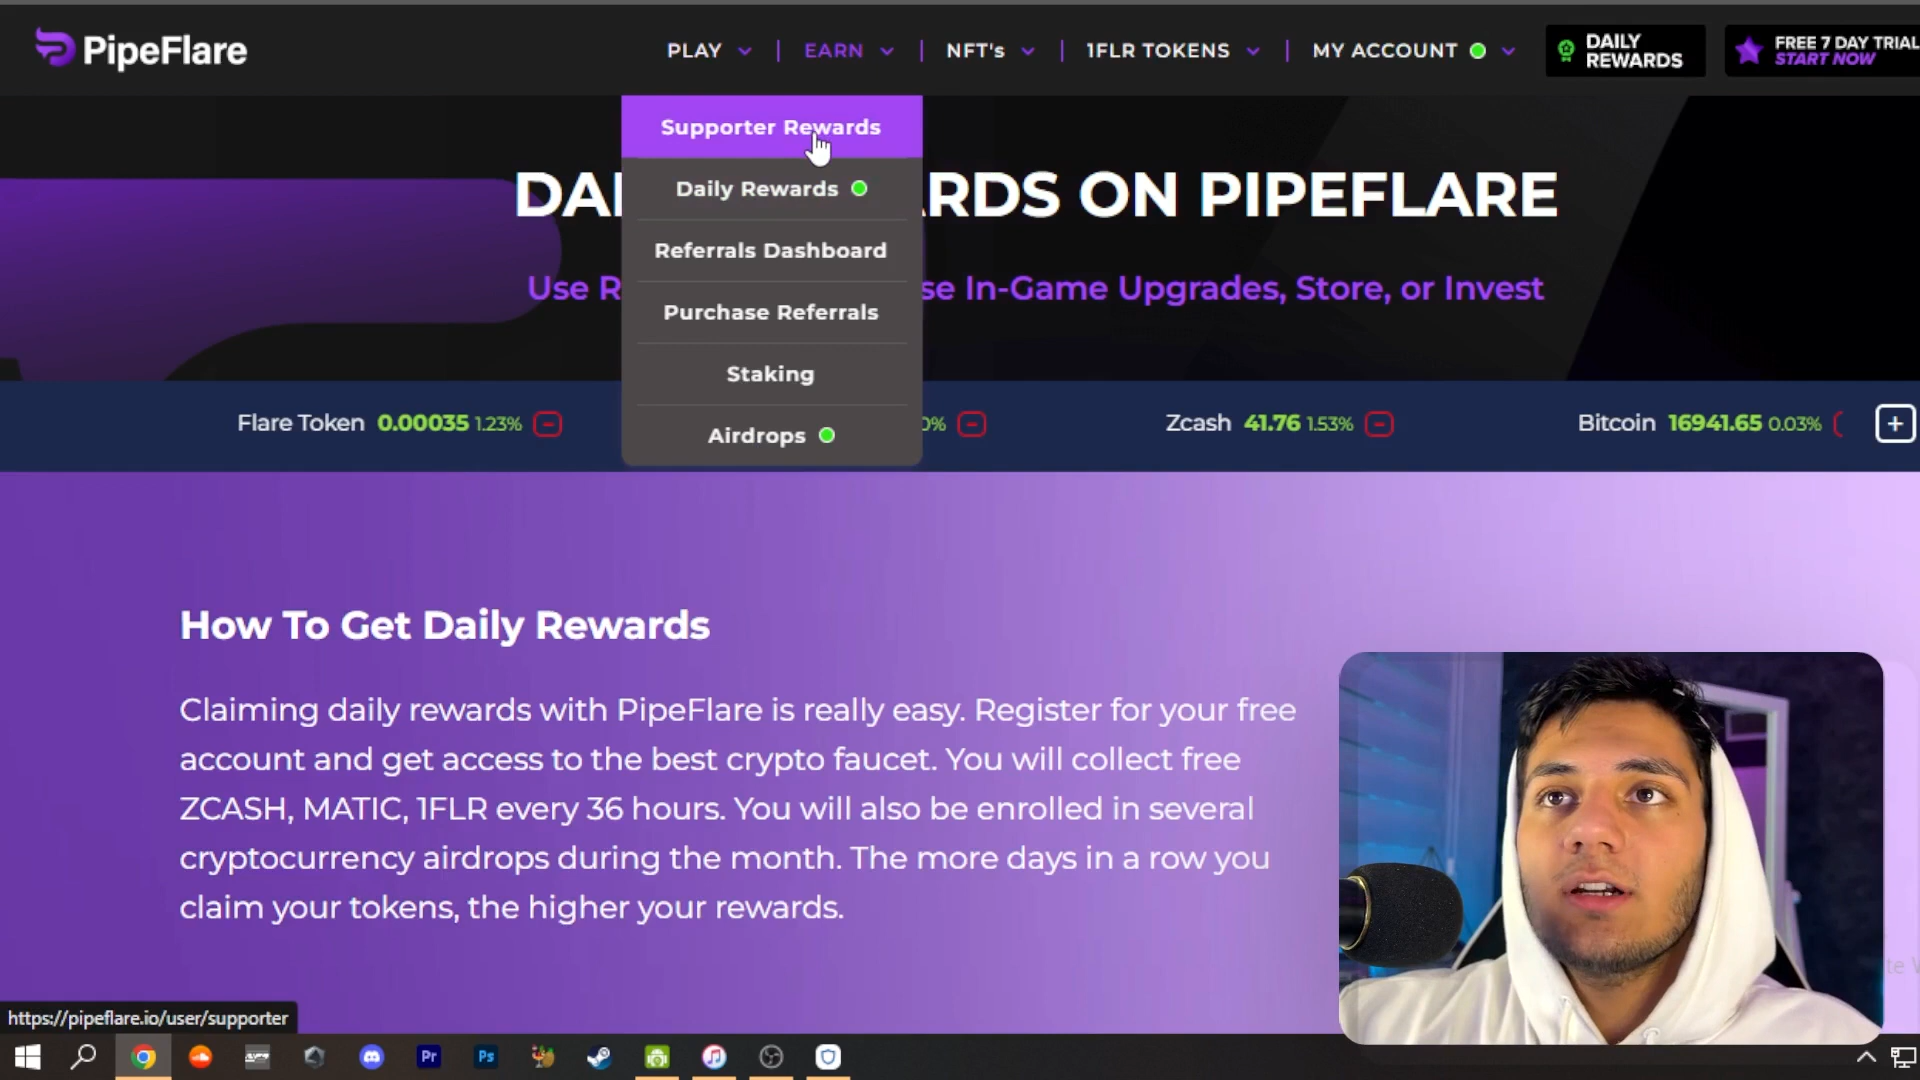 PipeFlare
PLAY
EARN
NFT's
1FLR TOKENS
MY ACCOUNT
DAILY
REWARDS
FREE 7 DAY TRIAL
START NOW
Supporter Rewards
Daily Rewards
Referrals Dashboard
Purchase Referrals
Staking
Airdrops
DAI RDS ON PIPEFLARE
Use R se In-Game Upgrades, Store, or Invest
Flare Token 0.00035 1.23%
0%
Zcash 41.76 1.53%
Bitcoin 16941.65 0.03%
How To Get Daily Rewards
Claiming daily rewards with PipeFlare is really easy. Register for your free
account and get access to the best crypto faucet. You will collect free
ZCASH, MATIC, 1FLR every 36 hours. You will also be enrolled in several
cryptocurrency airdrops during the month. The more days in a row you
claim your tokens, the higher your rewards.
https://pipeflare.io/user/supporter
Pr
Ps